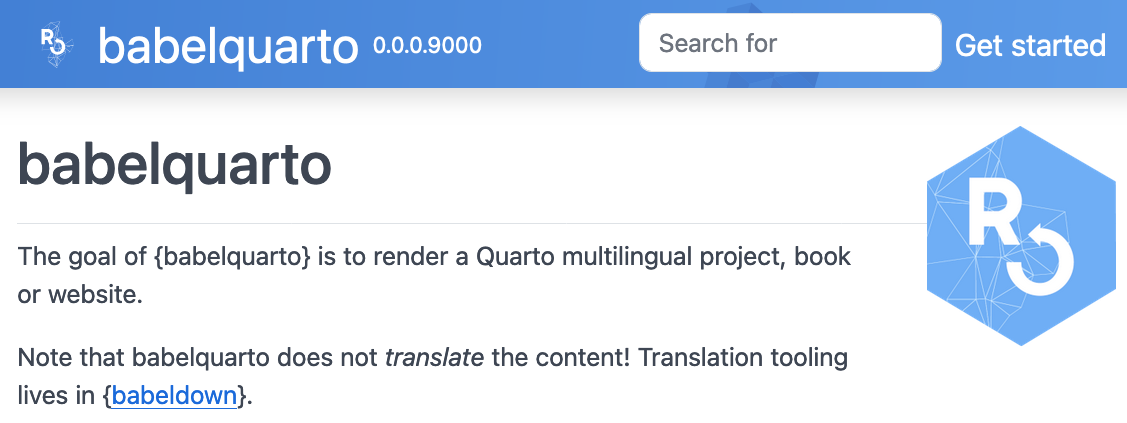 babelquarto 0.0.0.9000 Search for Get started
babelquarto
The goal of {babelquarto} is to render a Quarto multilingual project, book
or website.
Note that babelquarto does not translate the content! Translation tooling
lives in {babeldown}.
R